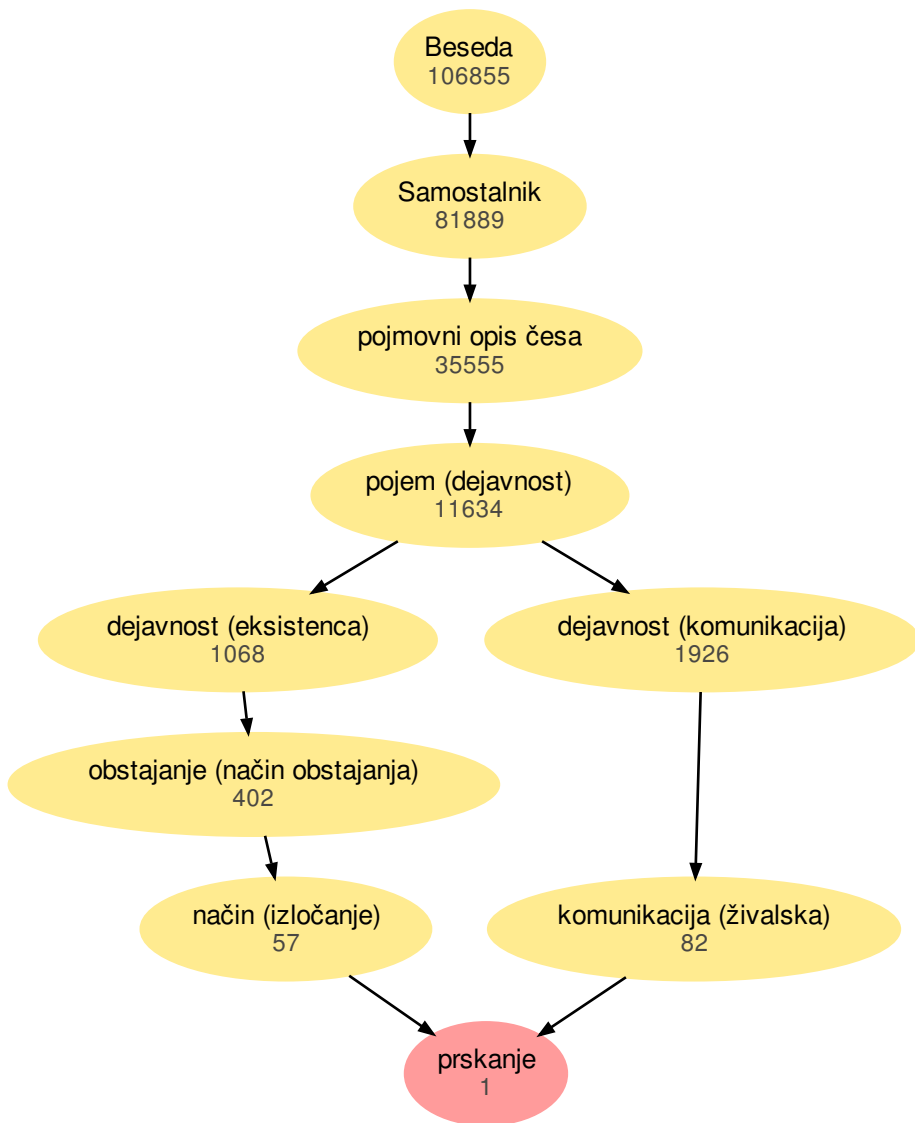 Beseda
106855
Samostalnik
81889
pojmovni opis česa
35555
pojem (dejavnost)
11634
dejavnost (eksistenca)
1068
dejavnost (komunikacija)
1926
obstajanje (način obstajanja)
402
način (izločanje)
57
komunikacija (živalska)
82
prskanje
1